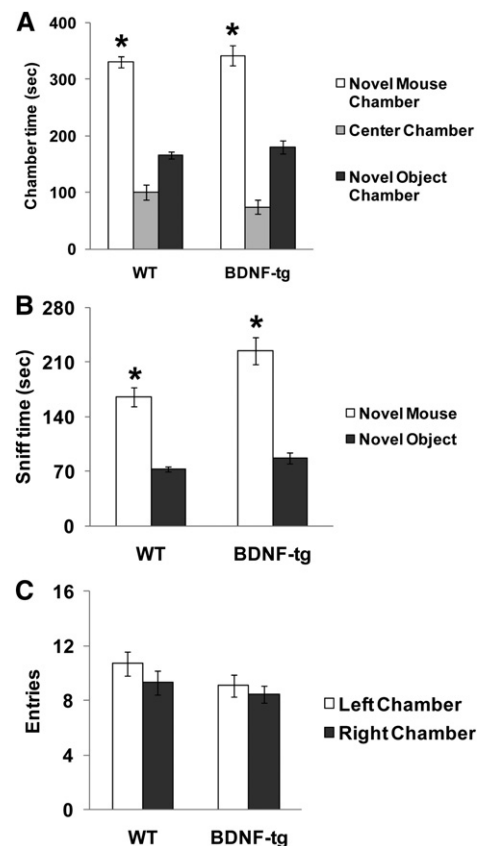 A
Chamber time (sec)
400
300
200
100
0
*
*
WT
BDNF-tg
Novel Mouse
Chamber
Center Chamber
Novel Object
Chamber
B
Sniff time (sec)
280
210
140
70
0
*
*
WT
BDNF-tg
Novel Mouse
Novel Object
C
Entries
16
12
8
4
0
WT
BDNF-tg
Left Chamber
Right Chamber